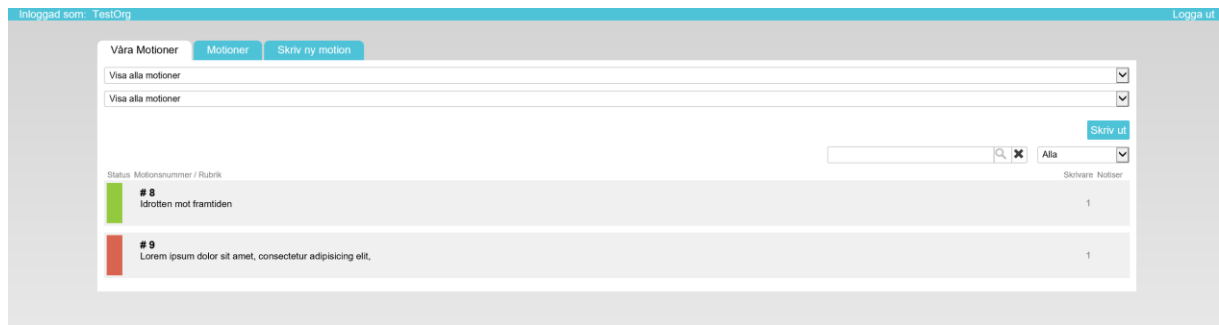 Inloggad som: TestOrg Logga ut
Våra Motioner Motioner Skriv ny motion
Visa alla motioner
Visa alla motioner
Skriv ut
Alla
Status Motionsnummer / Rubrik Skrivare Notiser
# 8
Idrotten mot framtiden 1
# 9
Lorem ipsum dolor sit amet, consectetur adipisicing elit, 1